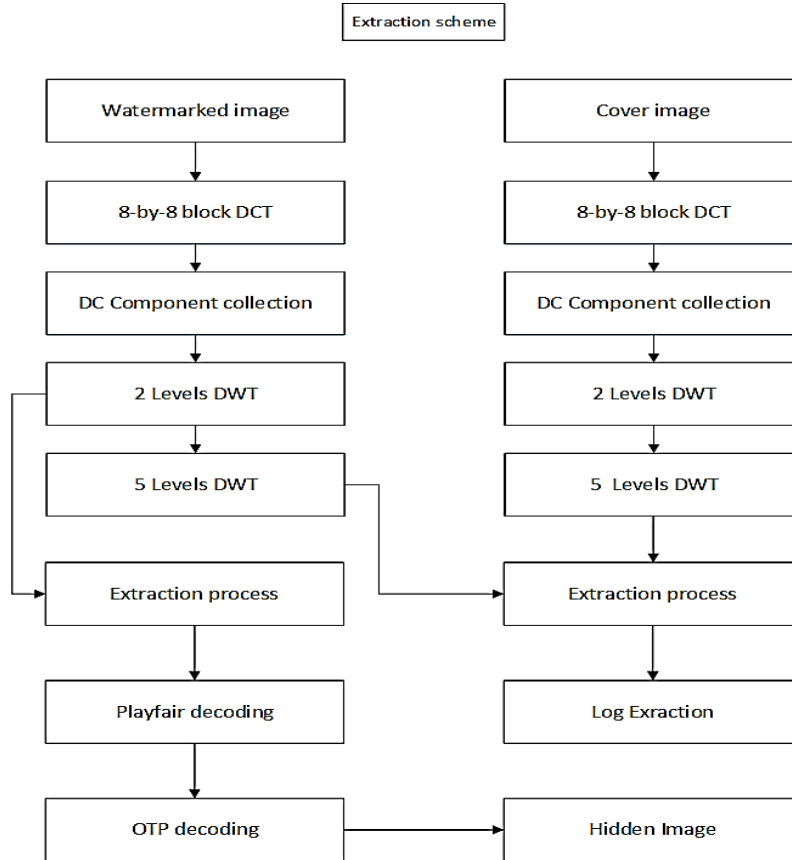 Extraction scheme
Watermarked image
Cover image
8-by-8 block DCT
8-by-8 block DCT
DC Component collection
DC Component collection
2 Levels DWT
2 Levels DWT
5 Levels DWT
5 Levels DWT
Extraction process
Extraction process
Playfair decoding
Log Exraction
OTP decoding
Hidden Image